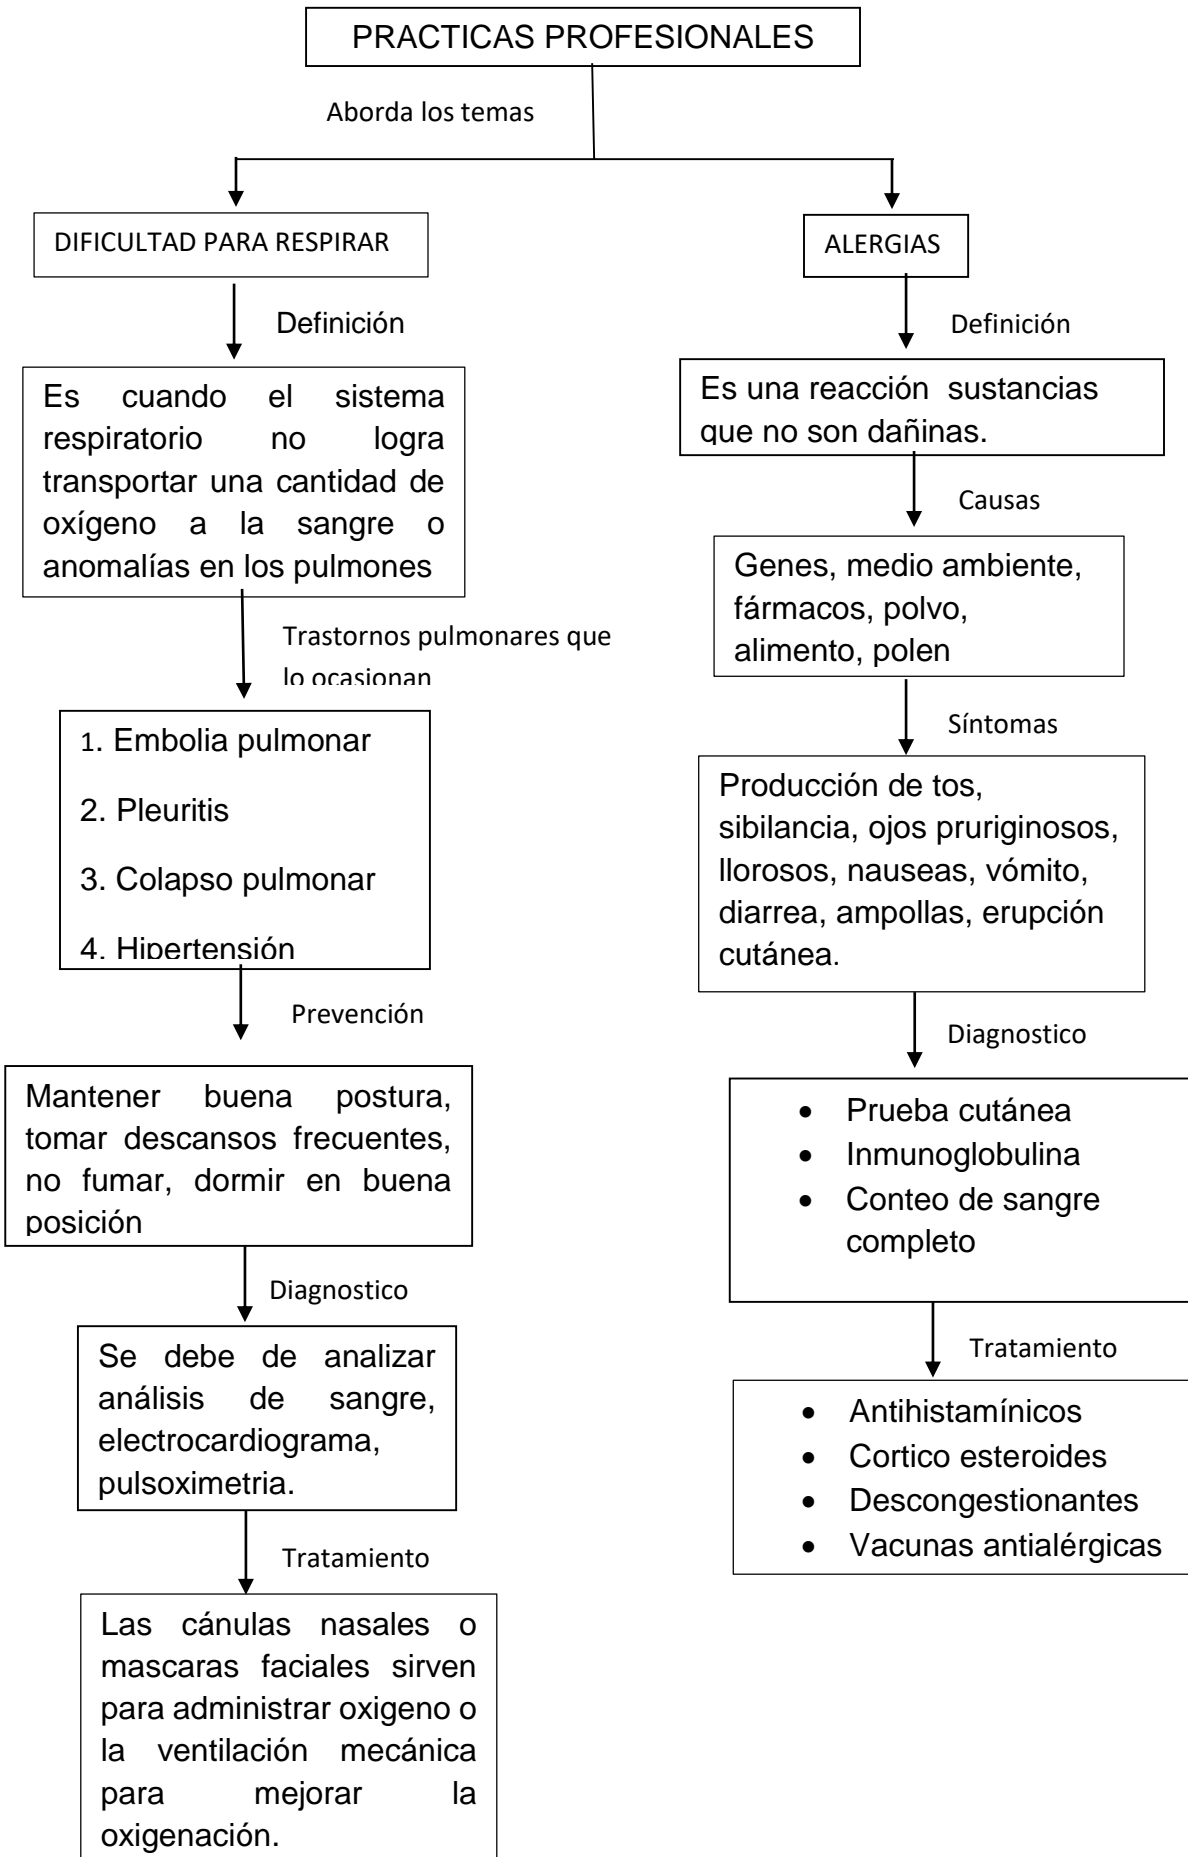 PRACTICAS PROFESIONALES
Aborda los temas
DIFICULTAD PARA RESPIRAR
Definición
Es cuando el sistema
respiratorio no logra
transportar una cantidad de
oxígeno a la sangre o
anomalías en los pulmones
Trastornos pulmonares que
lo ocasionan
1. Embolia pulmonar
2. Pleuritis
3. Colapso pulmonar
4. Hipertensión
Prevención
Mantener buena postura,
tomar descansos frecuentes,
no fumar, dormir en buena
posición
Diagnostico
Se debe de analizar
análisis de sangre,
electrocardiograma,
pulsoximetria.
Tratamiento
Las cánulas nasales o
mascaras faciales sirven
para administrar oxigeno o
la ventilación mecánica
para mejorar la
oxigenación.
ALERGIAS
Definición
Es una reacción sustancias
que no son dañinas.
Causas
Genes, medio ambiente,
fármacos, polvo,
alimento, polen
Síntomas
Producción de tos,
sibilancia, ojos pruriginosos,
llorosos, nauseas, vómito,
diarrea, ampollas, erupción
cutánea.
Diagnostico
• Prueba cutánea
• Inmunoglobulina
• Conteo de sangre
completo
Tratamiento
• Antihistamínicos
• Cortico esteroides
• Descongestionantes
• Vacunas antialérgicas